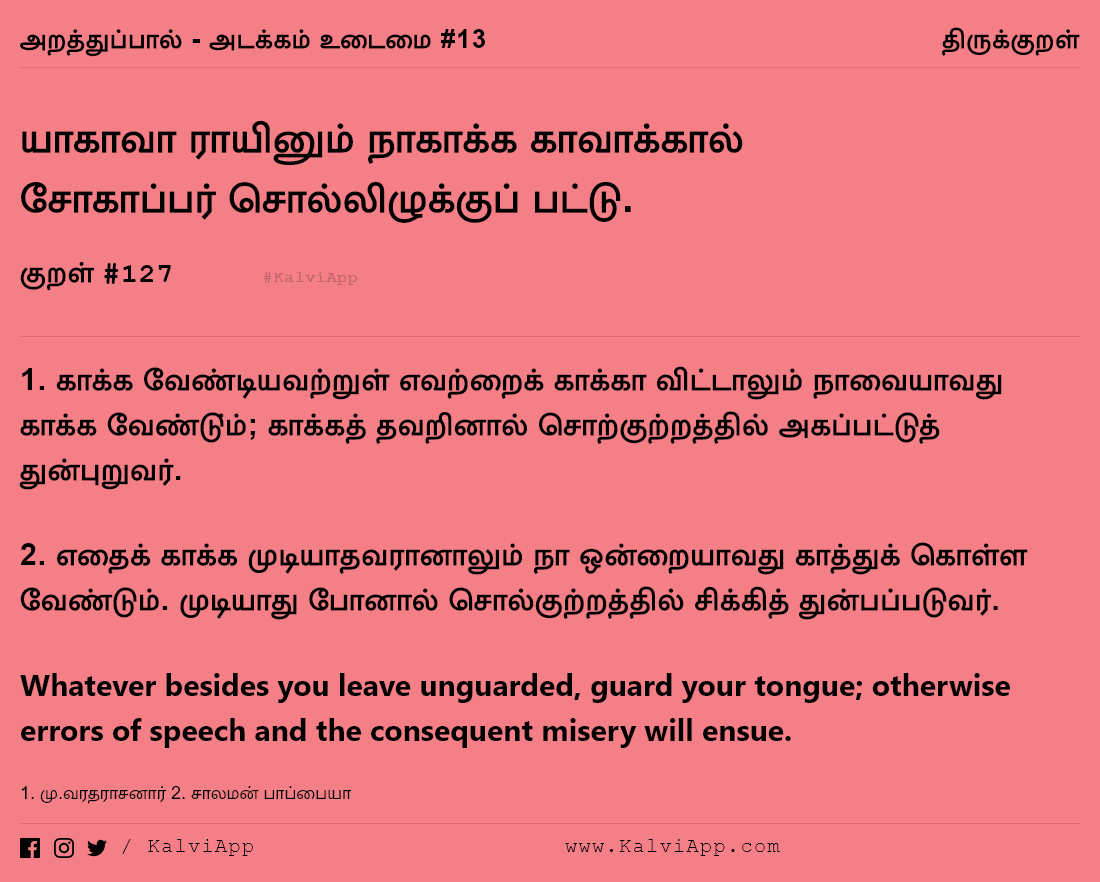 அறத்துப்பால் - அடக்கம் உடைமை #13 திருக்குறள்
யாகாவா ராயினும் நாகாக்க காவாக்கால்
சோகாப்பர் சொல்லிழுக்குப் பட்டு.
குறள் #127 #KalviApp
1. காக்க வேண்டியவற்றுள் எவற்றைக் காக்கா விட்டாலும் நாவையாவது
காக்க வேண்டு்ம்; காக்கத் தவறினால் சொற்குற்றத்தில் அகப்பட்டுத்
துன்புறுவர்.
2. எதைக் காக்க முடியாதவரானாலும் நா ஒன்றையாவது காத்துக் கொள்ள
வேண்டும். முடியாது போனால் சொல்குற்றத்தில் சிக்கித் துன்பப்படுவர்.
Whatever besides you leave unguarded, guard your tongue; otherwise
errors of speech and the consequent misery will ensue.
1. மு.வரதராசனார் 2. சாலமன் பாப்பையா
/ KalviApp www.KalviApp.com